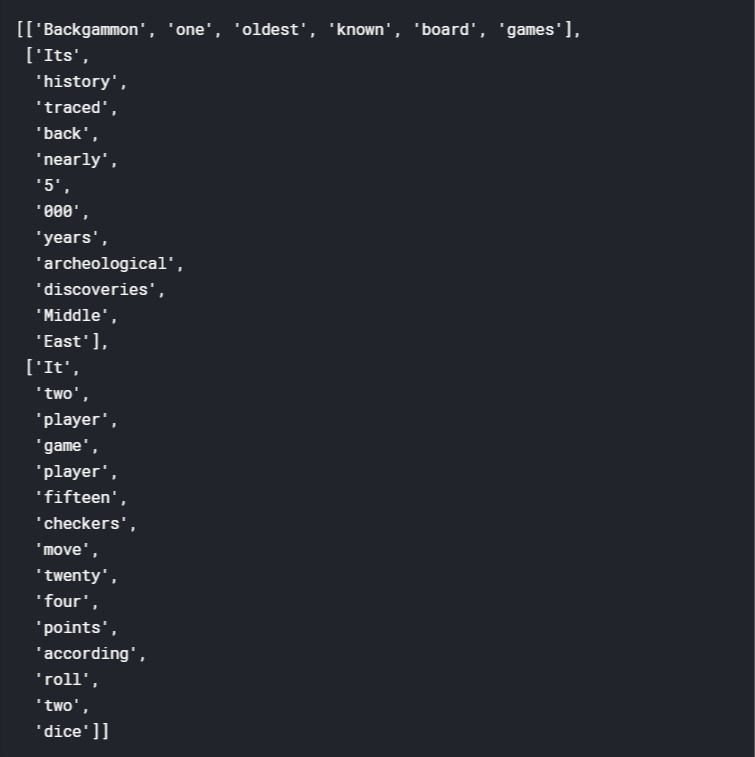 [['Backgammon', 'one', 'oldest', 'known', 'board', 'games'],
['Its',
'history',
'traced',
'back',
'nearly',
'5',
'000',
'years',
'archeological',
'discoveries',
'Middle',
'East'],
['It',
'two',
'player',
'game',
'player',
'fifteen',
'checkers',
'move',
'twenty',
'four',
'points',
'according',
'roll',
'two',
'dice']]